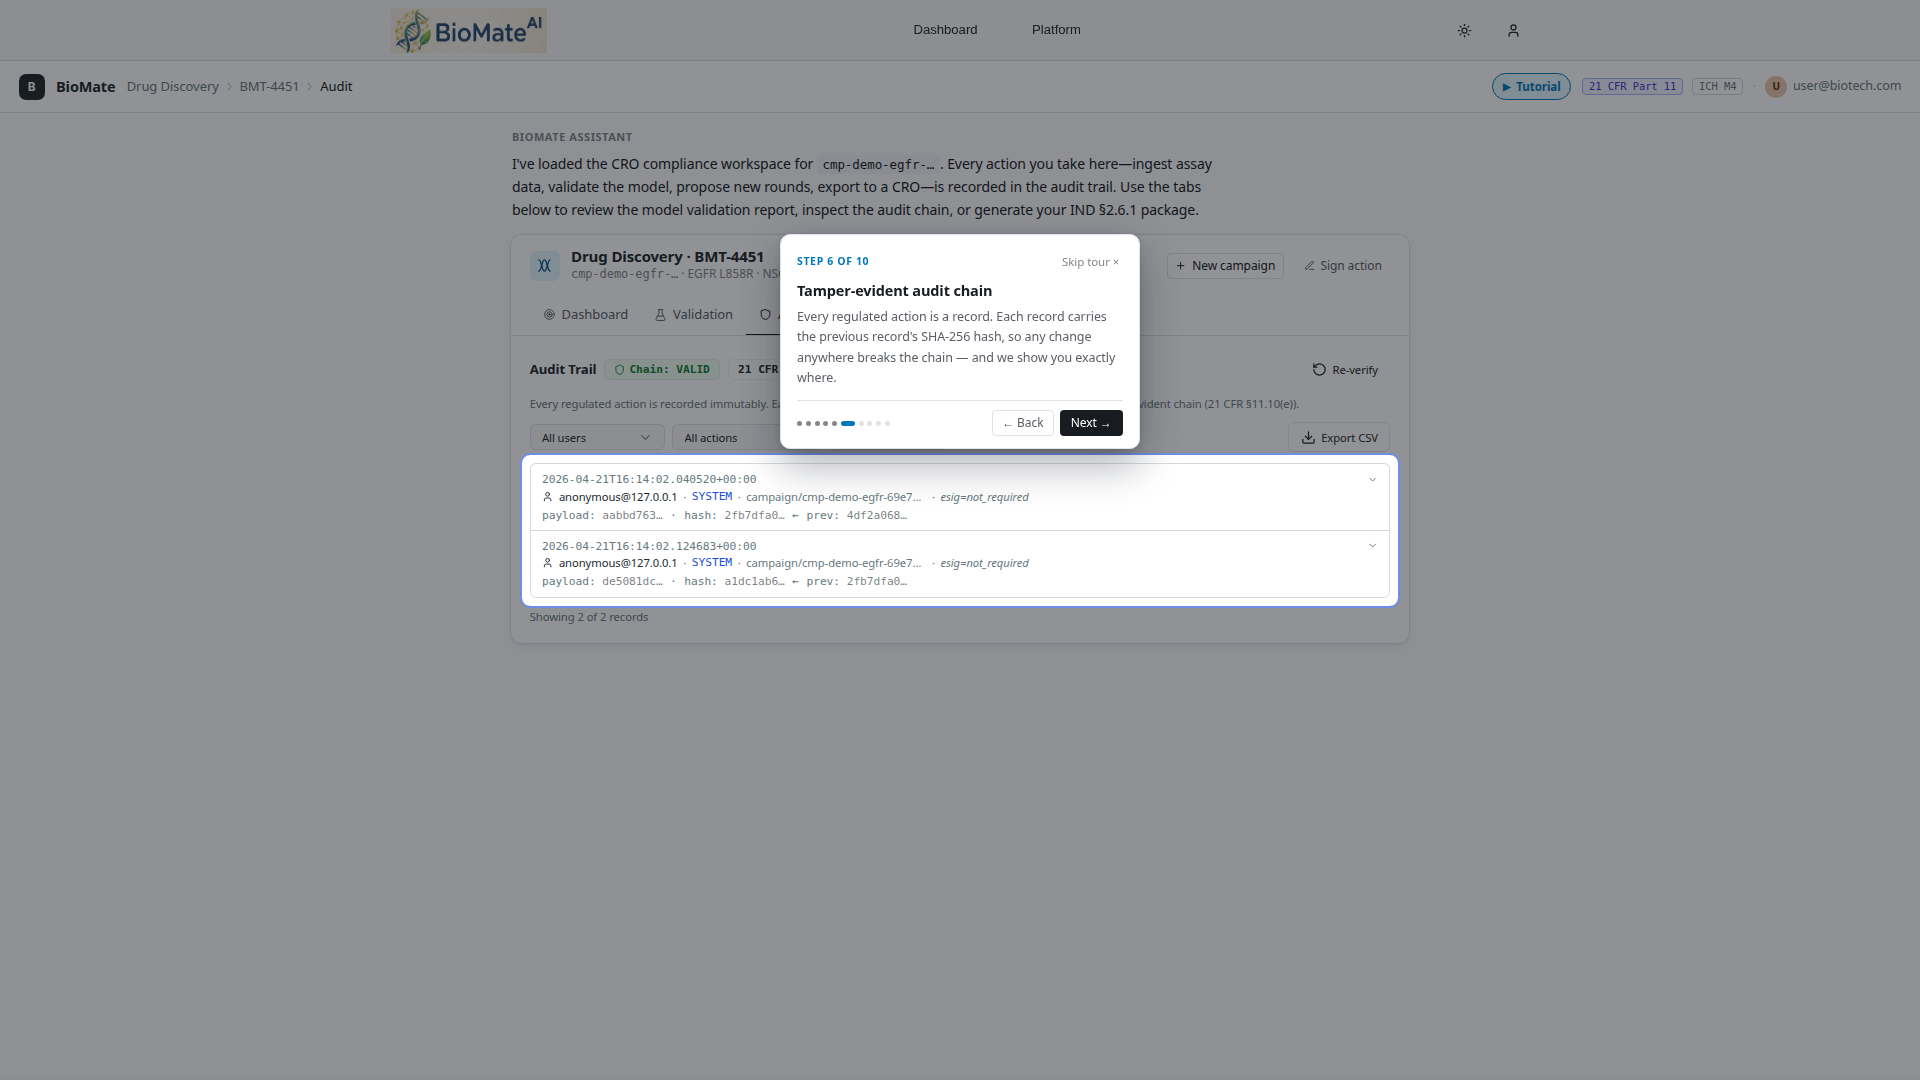 BioMate AI
Dashboard
Platform
B
BioMate
Drug Discovery
BMT-4451
Audit
Tutorial
21 CFR Part 11
ICH M4
U
user@biotech.com
BIOMATE ASSISTANT
I've loaded the CRO compliance workspace for cmp-demo-egfr-… . Every action you take here—ingest assay
data, validate the model, propose new rounds, export to a CRO—is recorded in the audit trail. Use the tabs
below to review the model validation report, inspect the audit chain, or generate your IND §2.6.1 package.
Drug Discovery · BMT-4451
cmp-demo-egfr-… · EGFR L858R ·
New campaign
Sign action
Dashboard
Validation
STEP 6 OF 10
Skip tour ×
Tamper-evident audit chain
Every regulated action is a record. Each record carries
the previous record's SHA-256 hash, so any change
anywhere breaks the chain — and we show you exactly
where.
← Back
Next →
Audit Trail
Chain: VALID
21 CFR
Re-verify
Every regulated action is recorded immutably.
chain (21 CFR §11.10(e)).
All users
All actions
Export CSV
2026-04-21T16:14:02.040520+00:00
anonymous@127.0.0.1 · SYSTEM · campaign/cmp-demo-egfr-69e7… · esig=not_required
payload: aabbd763… · hash: 2fb7dfa0… ← prev: 4df2a068…
2026-04-21T16:14:02.124683+00:00
anonymous@127.0.0.1 · SYSTEM · campaign/cmp-demo-egfr-69e7… · esig=not_required
payload: de5081dc… · hash: a1dc1ab6… ← prev: 2fb7dfa0…
Showing 2 of 2 records